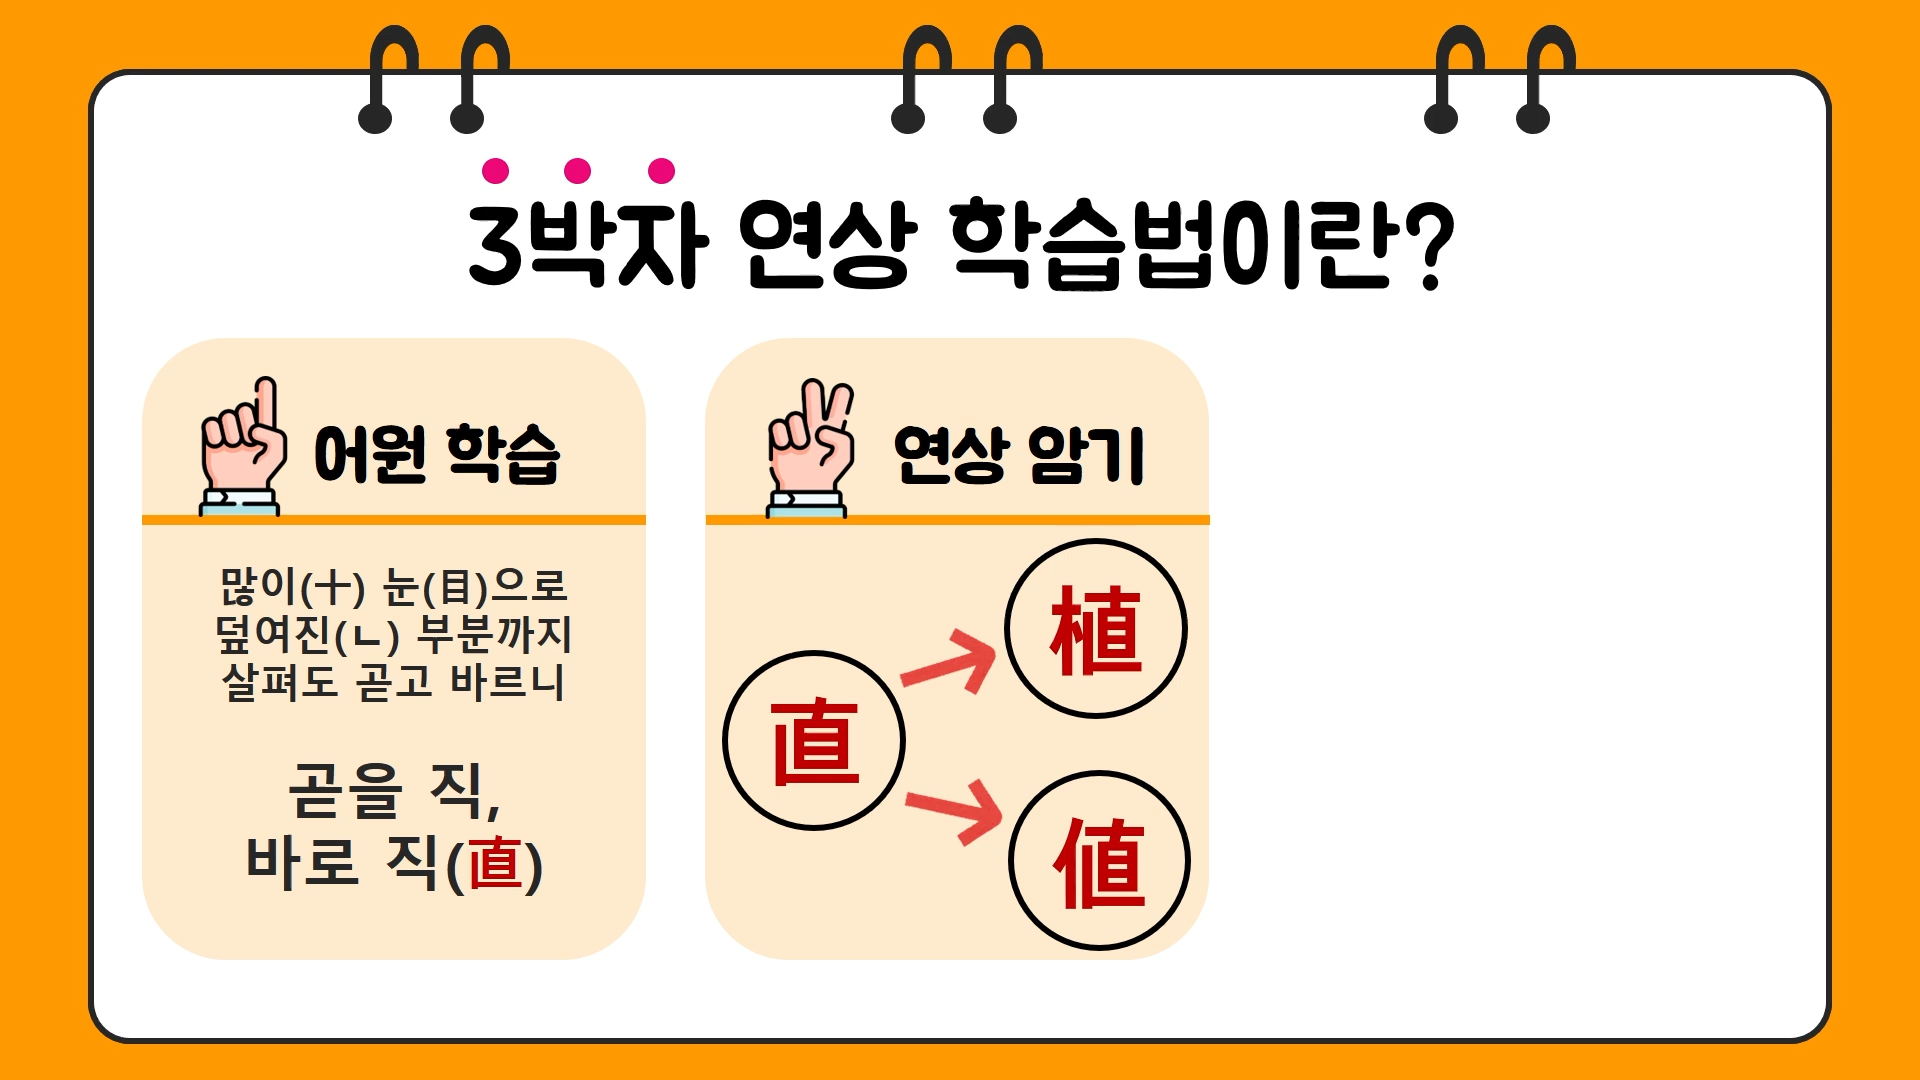 3박자 연상 학습법이란?
어원 학습
많이(十) 눈(目)으로
덮여진(ㄴ) 부분까지
살펴도 곧고 바르니
곧을 직,
바로 직(直)
연상 암기
直
植
値